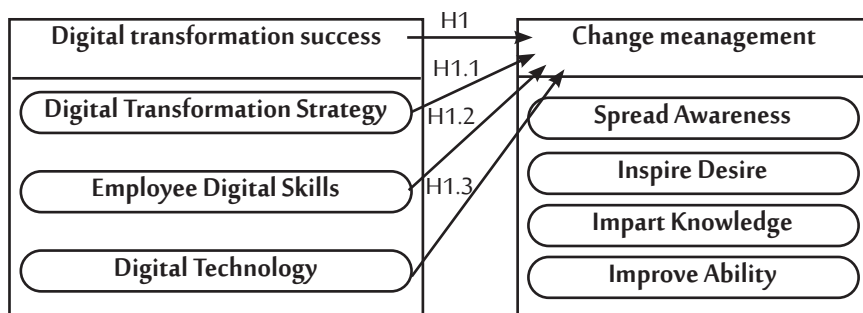 Digital transformation success
H1
Change meanagement
H1.1
Digital Transformation Strategy
H1.2
Spread Awareness
Inspire Desire
Employee Digital Skills
H1.3
Impart Knowledge
Digital Technology
Improve Ability